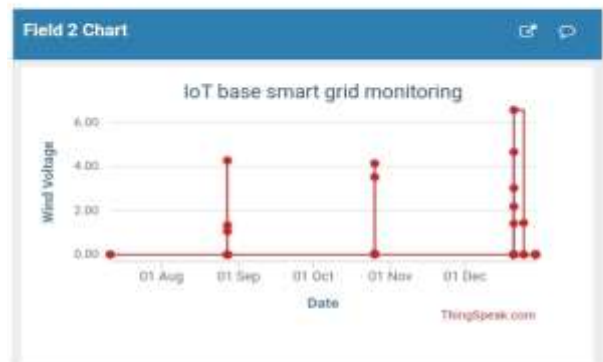 Field 2 Chart
IoT base smart grid monitoring
Wind Voltage
6.00
4.00
2.00
0.00
01 Aug 01 Sep 01 Oct 01 Nov 01 Dec
Date
ThingSpeak.com